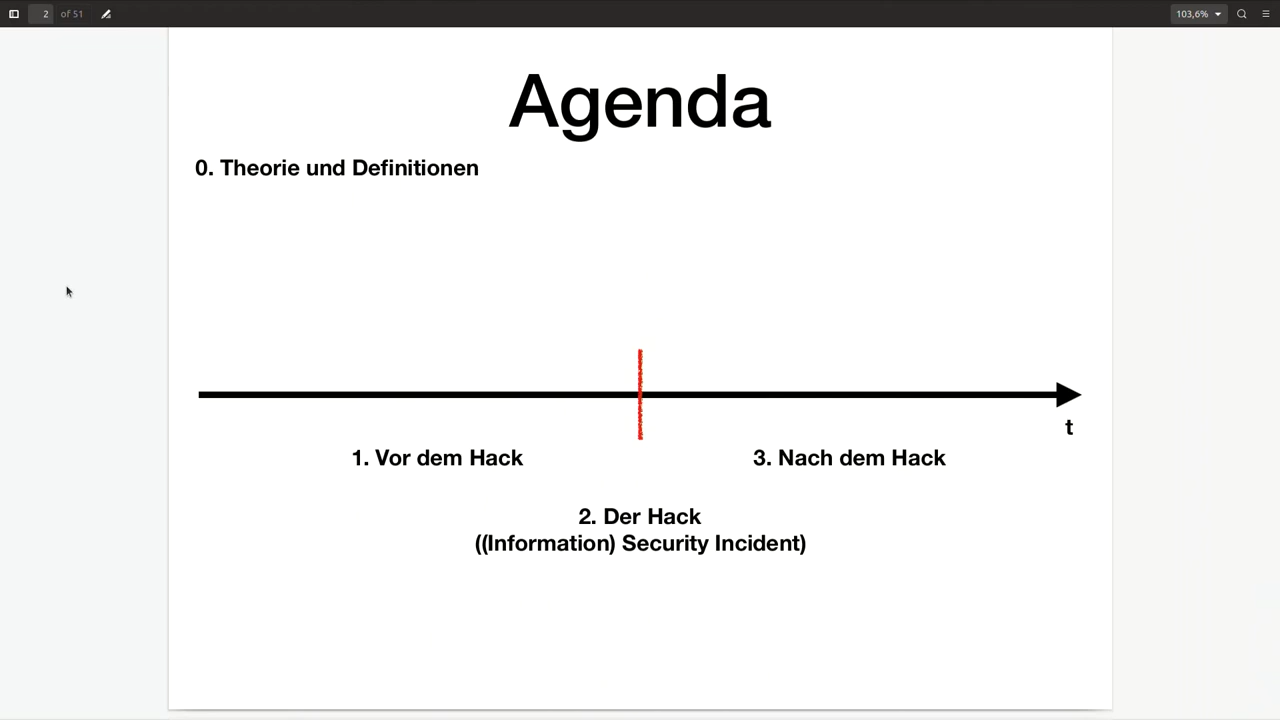 2 of 51 103,6%
Agenda
0. Theorie und Definitionen
t
1. Vor dem Hack 3. Nach dem Hack
2. Der Hack
((Information) Security Incident)